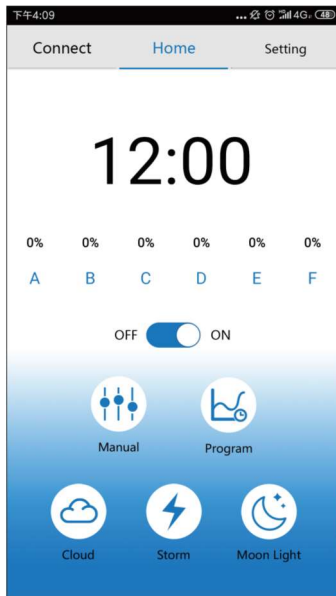 下午4:09 ... 4G 48
Connect Home Setting
12:00
0% 0% 0% 0% 0% 0%
A B C D E F
OFF ON
Manual Program
Cloud Storm Moon Light